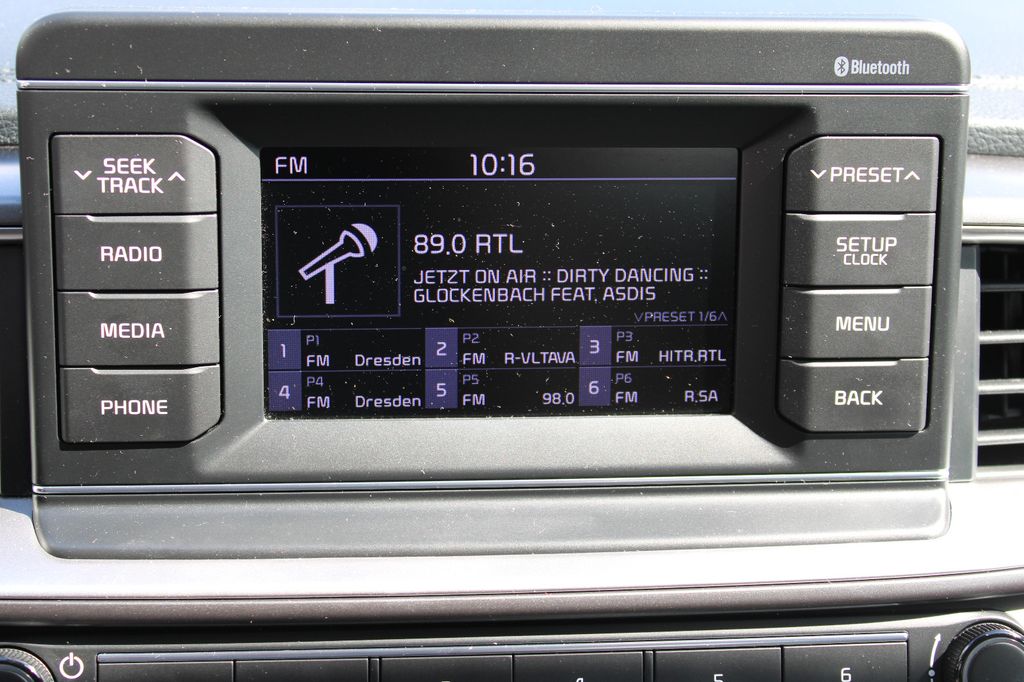 Bluetooth
SEEK
TRACK
RADIO
MEDIA
PHONE
FM 10:16
89.0 RTL
JETZT ON AIR :: DIRTY DANCING ::
GLOCKENBACH FEAT. ASDIS
PRESET 1/6
1 P1 FM Dresden
2 P2 FM R-VLTAVA
3 P3 FM HITR.RTL
4 P4 FM Dresden
5 P5 FM 98.0
6 P6 FM R.SA
PRESET
SETUP
CLOCK
MENU
BACK
5 6